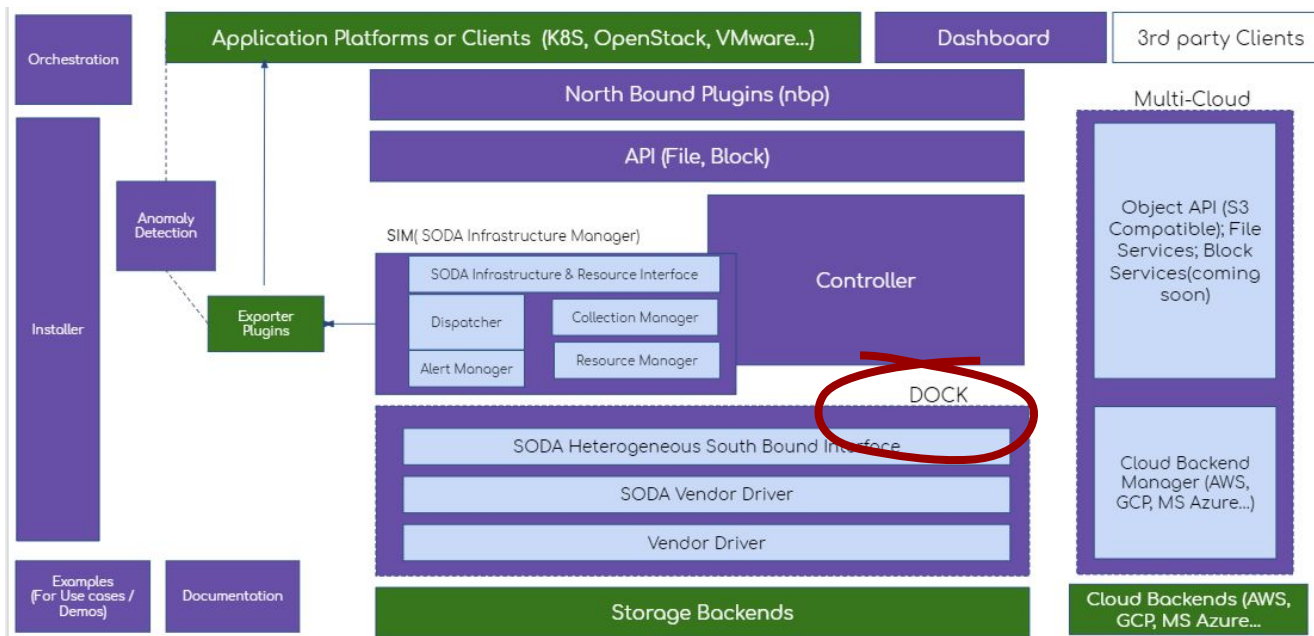 Orchestration
Application Platforms or Clients (K8S, OpenStack, VMware...)
Dashboard
3rd party Clients
North Bound Plugins (nbp)
API (File, Block)
Installer
Anomaly
Detection
Exporter
Plugins
SIM( SODA Infrastructure Manager)
SODA Infrastructure & Resource Interface
Dispatcher
Collection Manager
Alert Manager
Resource Manager
Controller
DOCK
SODA Heterogeneous South Bound Interface
SODA Vendor Driver
Vendor Driver
Storage Backends
Multi-Cloud
Object API (S3
Compatible); File
Services; Block
Services(coming
soon)
Cloud Backend
Manager (AWS,
GCP, MS Azure...)
Cloud Backends (AWS,
GCP, MS Azure...
Examples
(For Use cases /
Demos)
Documentation